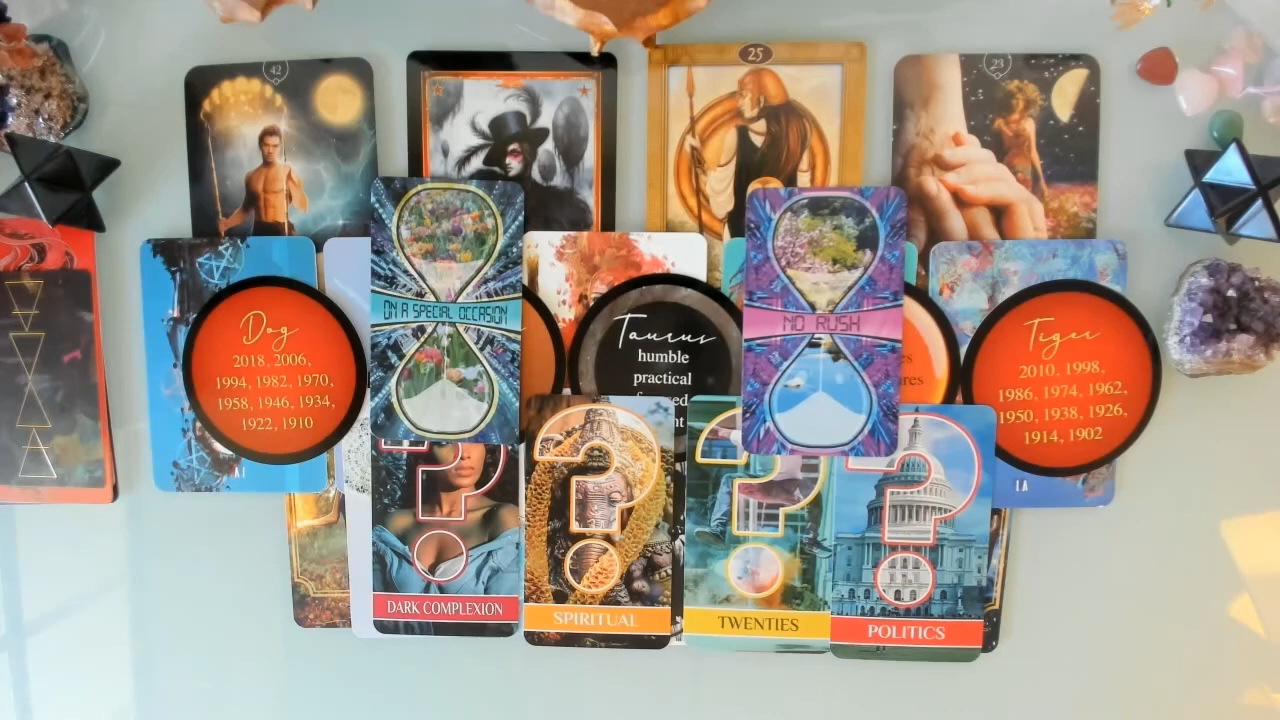 42
25
23
ON A SPECIAL OCCASION
NO RUSH
Dog
2018, 2006,
1994, 1982, 1970,
1958, 1946, 1934,
1922, 1910
Taurus
humble
practical
Tiger
2010, 1998,
1986, 1974, 1962,
1950, 1938, 1926,
1914, 1902
DARK COMPLEXION
SPIRITUAL
TWENTIES
POLITICS